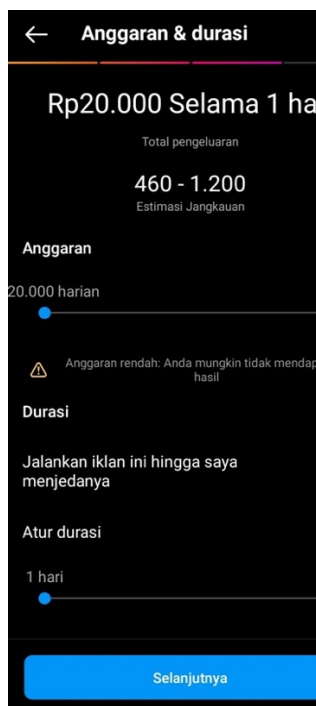 Anggaran & durasi
Rp20.000 Selama 1 ha
Total pengeluaran
460 - 1.200
Estimasi Jangkauan
Anggaran
20.000 harian
Anggaran rendah: Anda mungkin tidak mendap
hasil
Durasi
Jalankan iklan ini hingga saya
menjedanya
Atur durasi
1 hari
Selanjutnya